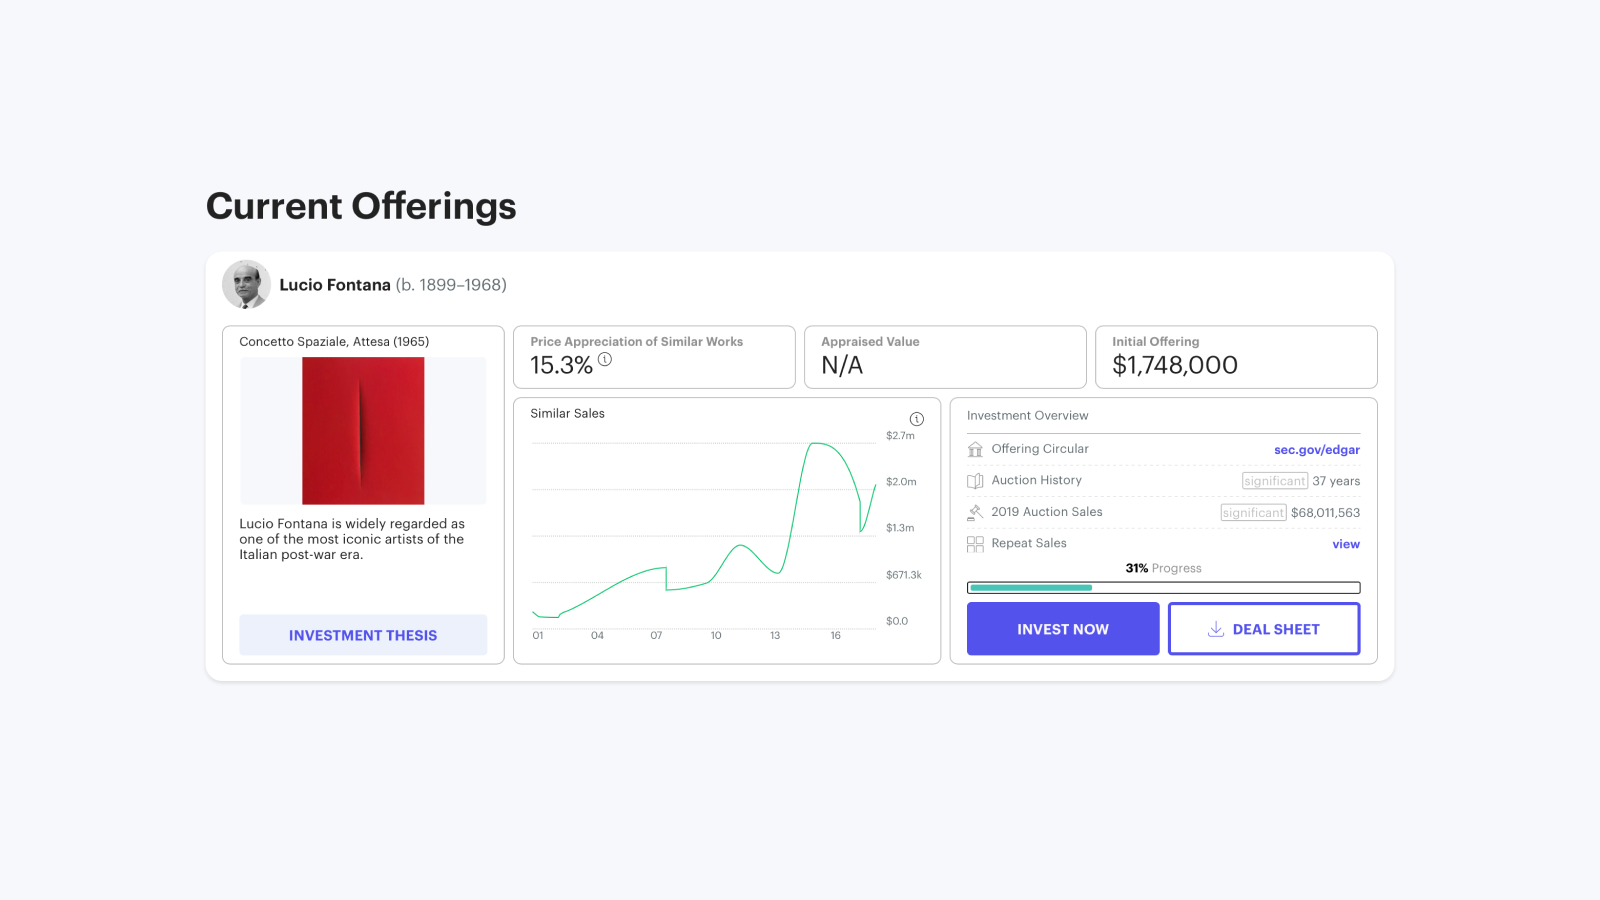 Current Offerings
Lucio Fontana (b. 1899–1968)
Concetto Spaziale, Attesa (1965)
Lucio Fontana is widely regarded as
one of the most iconic artists of the
Italian post-war era.
INVESTMENT THESIS
Price Appreciation of Similar Works
15.3%
Appraised Value
N/A
Initial Offering
$1,748,000
Similar Sales
$2.7m
$2.0m
$1.3m
$671.3k
$0.0
01 04 07 10 13 16
Investment Overview
Offering Circular sec.gov/edgar
Auction History significant 37 years
2019 Auction Sales significant $68,011,563
Repeat Sales view
31% Progress
INVEST NOW
DEAL SHEET